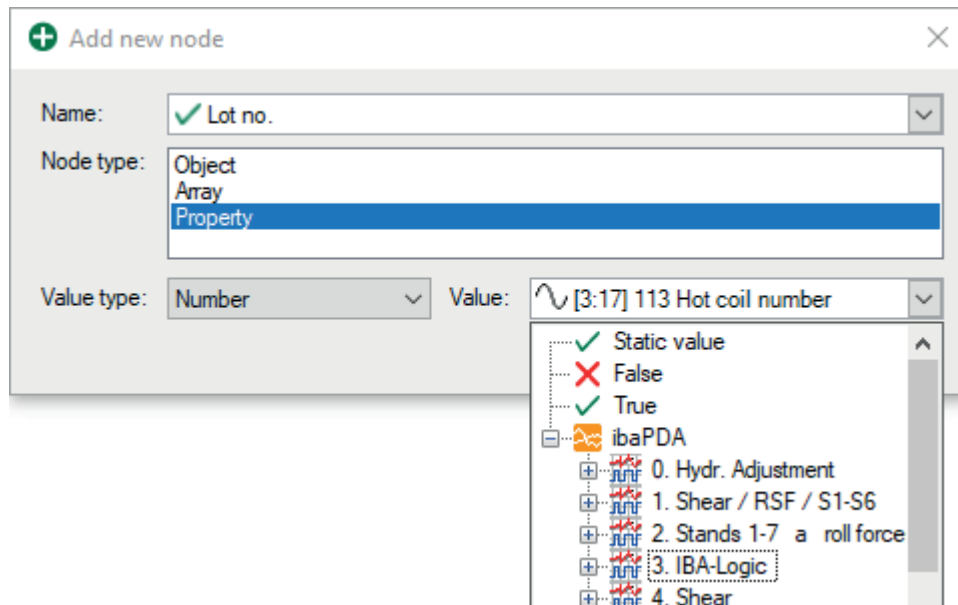 Add new node
Name: Lot no.
Node type: Object
Array
Property
Value type: Number Value: [3:17] 113 Hot coil number
Static value
False
True
ibaPDA
0. Hydr. Adjustment
1. Shear / RSF / S1-S6
2. Stands 1-7 a roll force
3. IBA-Logic
4. Shear